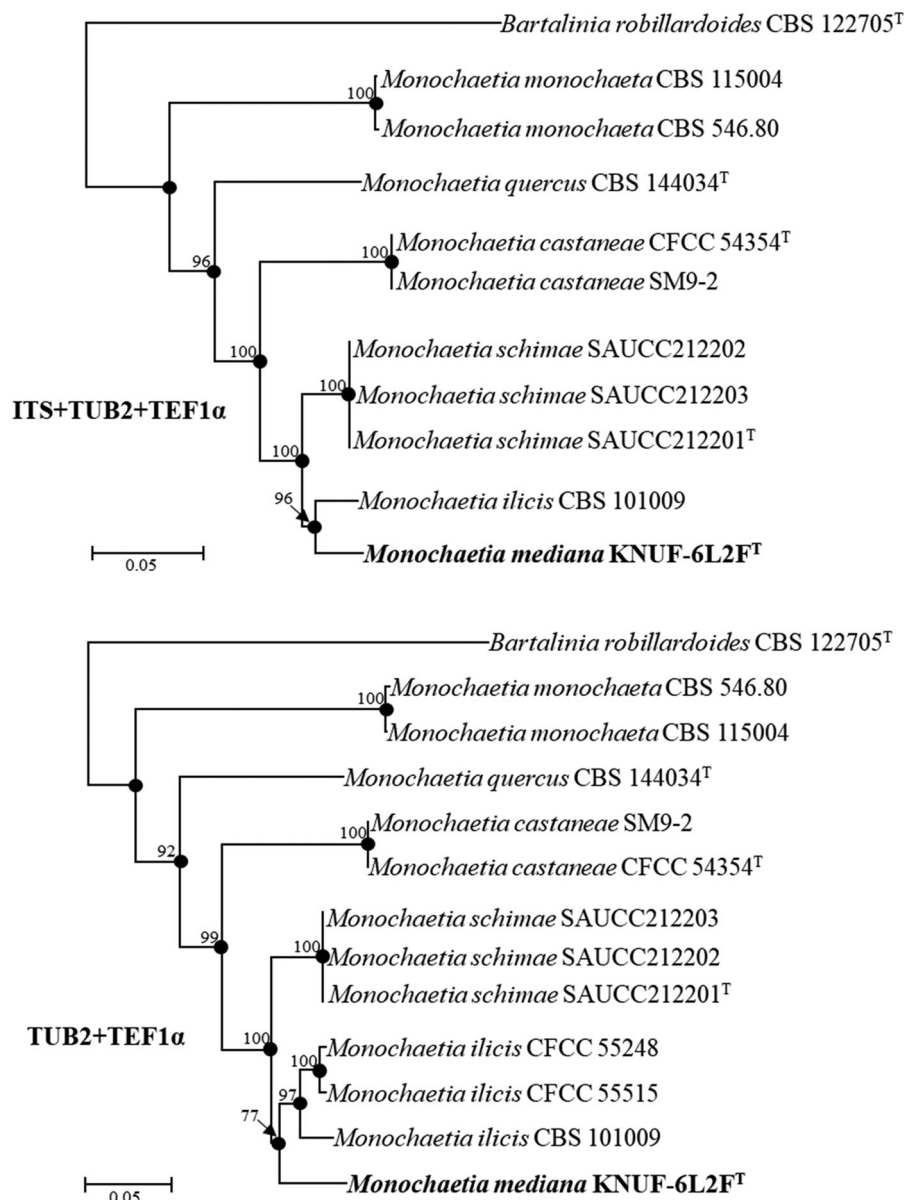 Bartalinia robillardoides CBS 122705T
100
Monochaetia monochaeta CBS 115004
Monochaetia monochaeta CBS 546.80
Monochaetia quercus CBS 144034T
96
100
Monochaetia castaneae CFCC 54354T
Monochaetia castaneae SM9-2
100
Monochaetia schimae SAUCC212202
100
Monochaetia schimae SAUCC212203
ITS+TUB2+TEF1α
Monochaetia schimae SAUCC212201T
100
96
Monochaetia ilicis CBS 101009
Monochaetia mediana KNUF-6L2FT
0.05
Bartalinia robillardoides CBS 122705T
100
Monochaetia monochaeta CBS 546.80
Monochaetia monochaeta CBS 115004
Monochaetia quercus CBS 144034T
100
Monochaetia castaneae SM9-2
92
Monochaetia castaneae CFCC 54354T
Monochaetia schimae SAUCC212203
99
100
Monochaetia schimae SAUCC212202
Monochaetia schimae SAUCC212201T
TUB2+TEF1α
100
Monochaetia ilicis CFCC 55248
100
Monochaetia ilicis CFCC 55515
97
77
Monochaetia ilicis CBS 101009
Monochaetia mediana KNUF-6L2FT
0.05